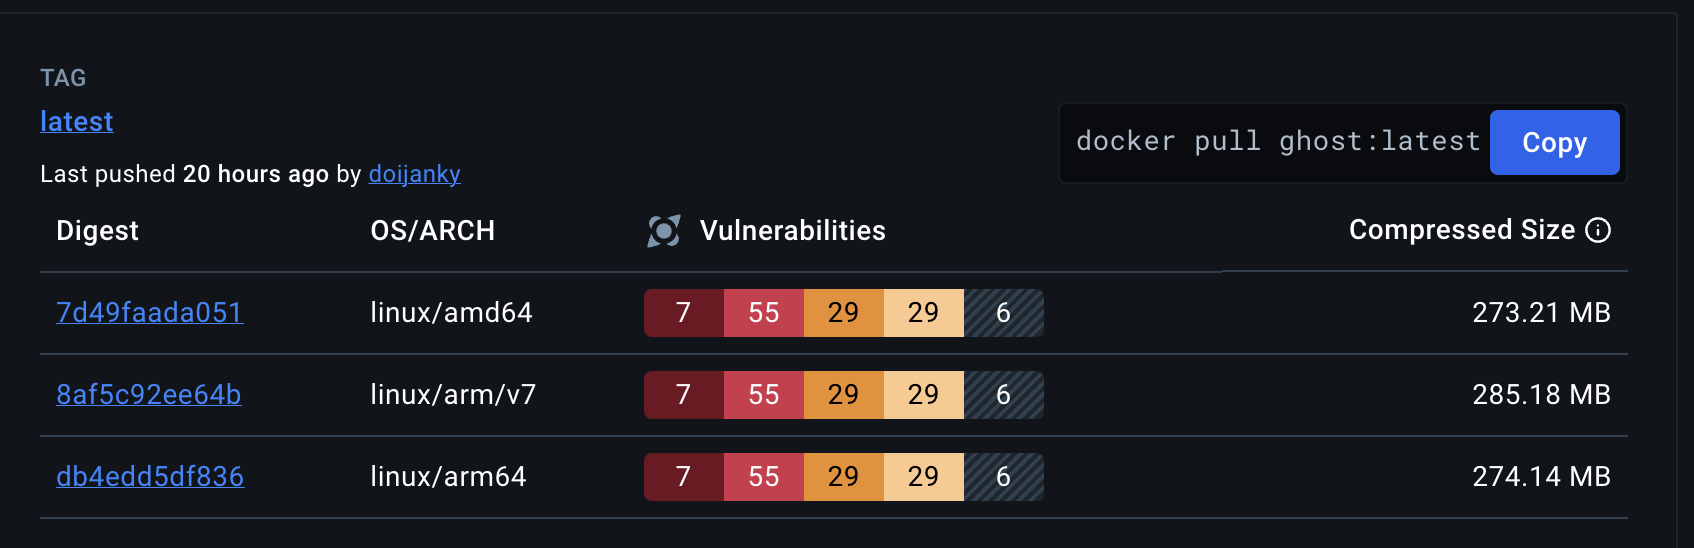 TAG
latest
docker pull ghost:latest
Copy
Last pushed 20 hours ago by doijanky
Digest OS/ARCH Vulnerabilities Compressed Size
7d49faada051 linux/amd64 7 55 29 29 6 273.21 MB
8af5c92ee64b linux/arm/v7 7 55 29 29 6 285.18 MB
db4edd5df836 linux/arm64 7 55 29 29 6 274.14 MB